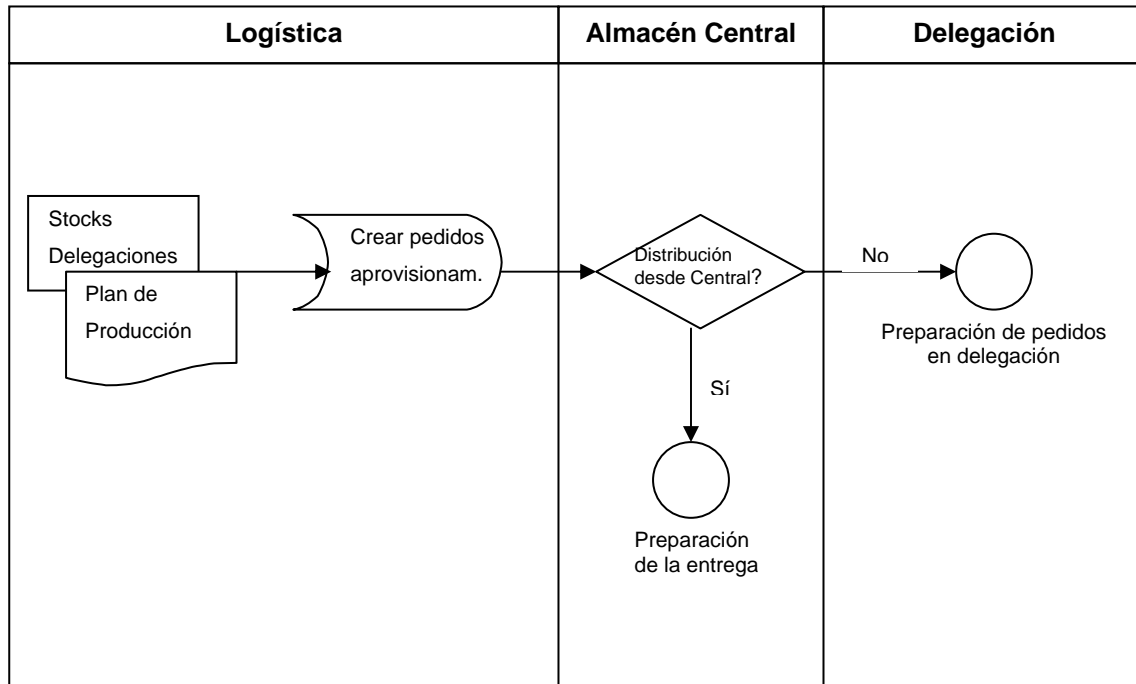 Logística
Almacén Central
Delegación
Stocks
Delegaciones
Plan de
Producción
Crear pedidos
aprovisionam.
Distribución
desde Central?
No
Preparación de pedidos
en delegación
Sí
Preparación
de la entrega